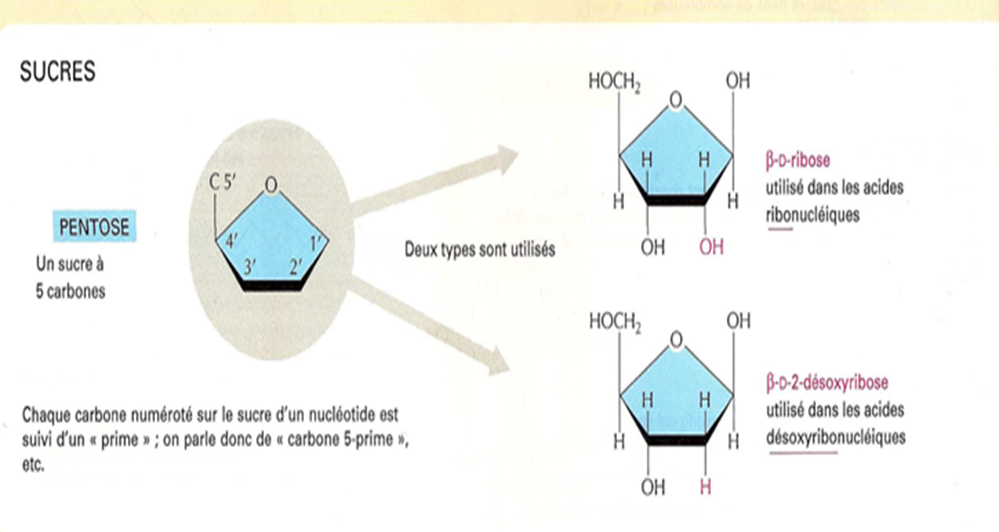 SUCRES
PENTOSE
Un sucre à
5 carbones
C 5′
O
4′
1′
3′
2′
Deux types sont utilisés
Chaque carbone numéroté sur le sucre d'un nucléotide est
suivi d'un « prime » ; on parle donc de « carbone 5-prime »,
etc.
HOCH₂
OH
O
H
H
H
H
OH
OH
β-D-ribose
utilisé dans les acides
ribonucléiques
HOCH₂
OH
O
H
H
H
H
OH
H
β-D-2-désoxyribose
utilisé dans les acides
désoxyribonucléiques